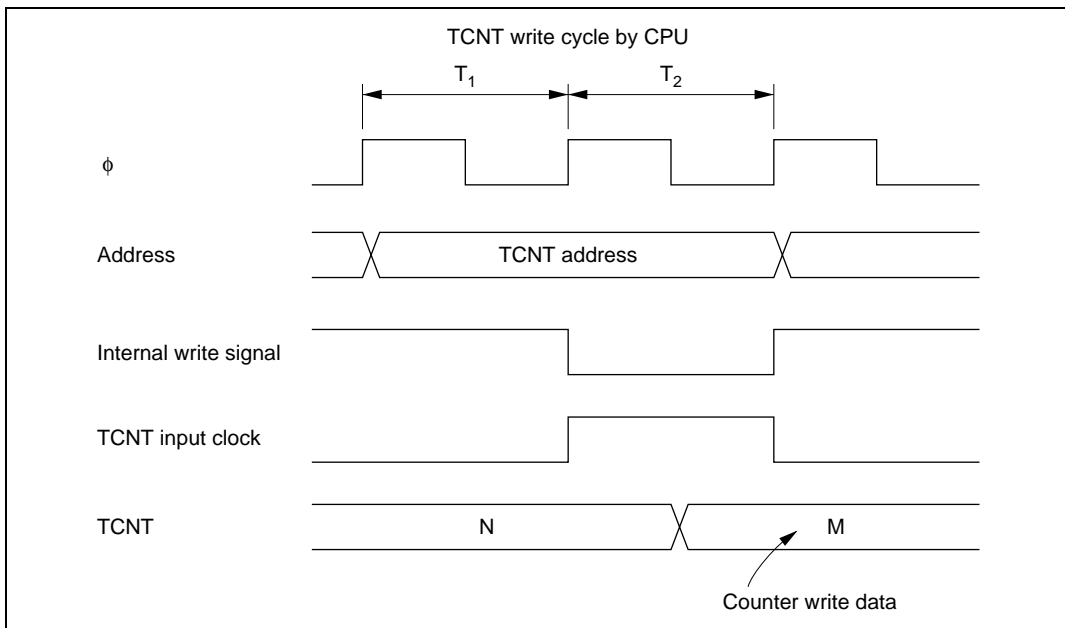 TCNT write cycle by CPU
T1 T2
ϕ
Address TCNT address
Internal write signal
TCNT input clock
TCNT N M
Counter write data